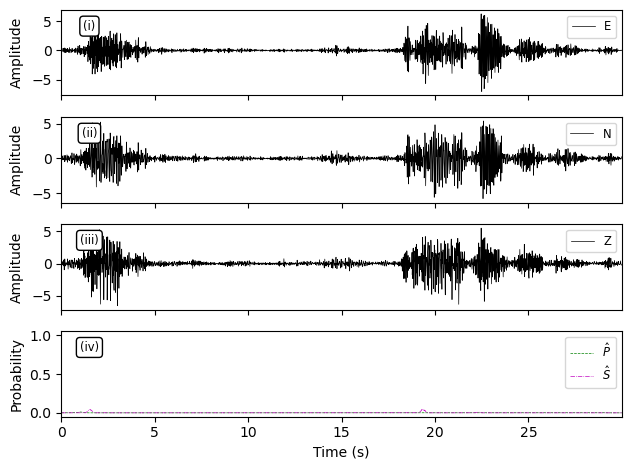 (i)
E
Amplitude
5
0
−5
(ii)
N
Amplitude
5
0
−5
(iii)
Z
Amplitude
5
0
−5
(iv)
P̂
Ŝ
Probability
1.0
0.5
0.0
0 5 10 15 20 25
Time (s)